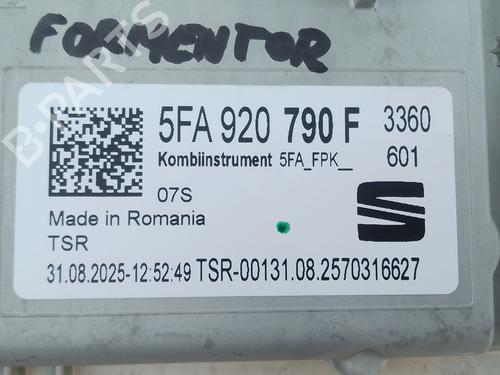 FORMENTOR
B-PARTS
5FA 920 790 F 3360
Kombiinstrument 5FA_FPK__ 601
07S
Made in Romania
TSR
31.08.2025-12:52:49 TSR-00131.08.2570316627